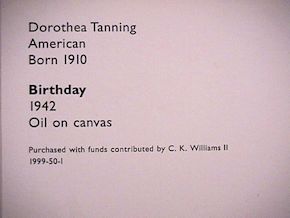 Dorothea Tanning
American
Born 1910
Birthday
1942
Oil on canvas
Purchased with funds contributed by C. K. Williams II
1999-50-1